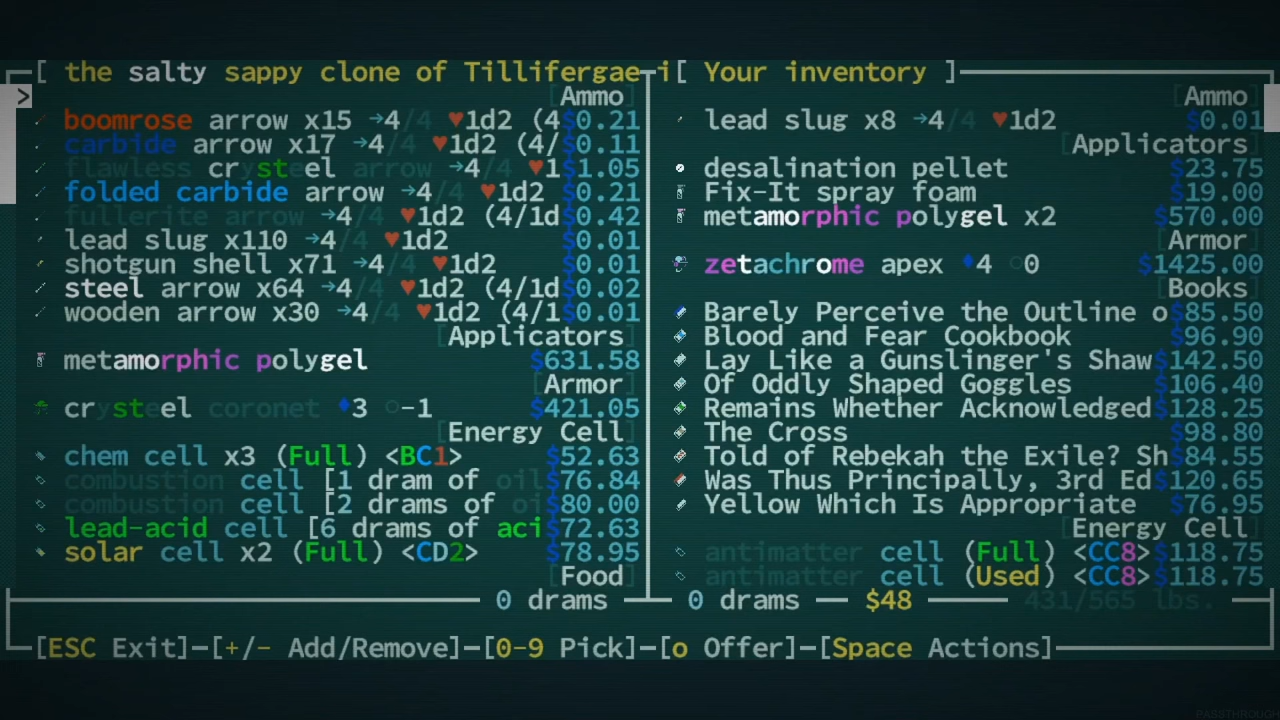 [ the salty sappy clone of Tillifergae i
[Ammo]
>
boomrose arrow x15 →4/4 ♥1d2 (4 $0.21
carbide arrow x17 →4/4 ♥1d2 (4/ $0.11
flawless crysteel arrow →4/4 ♥1 $1.05
folded carbide arrow →4/4 ♥1d2 $0.21
fullerite arrow →4/4 ♥1d2 (4/1d $0.42
lead slug x110 →4/4 ♥1d2 $0.01
shotgun shell x71 →4/4 ♥1d2 $0.01
steel arrow x64 →4/4 ♥1d2 (4/1d $0.02
wooden arrow x30 →4/4 ♥1d2 (4/1 $0.01
[Applicators]
metamorphic polygel $631.58
[Armor]
crysteel coronet ♦3 ○-1 $421.05
[Energy Cell]
chem cell x3 (Full) <BC1> $52.63
combustion cell [1 dram of oil $76.84
combustion cell [2 drams of oi $80.00
lead-acid cell [6 drams of aci $72.63
solar cell x2 (Full) <CD2> $78.95
[Food]
0 drams
[ Your inventory ]
[Ammo]
lead slug x8 →4/4 ♥1d2 $0.01
[Applicators]
desalination pellet $23.75
Fix-It spray foam $19.00
metamorphic polygel x2 $570.00
[Armor]
zetachrome apex ♦4 ○0 $1425.00
[Books]
Barely Perceive the Outline o $85.50
Blood and Fear Cookbook $96.90
Lay Like a Gunslinger's Shaw $142.50
Of Oddly Shaped Goggles $106.40
Remains Whether Acknowledged $128.25
The Cross $98.80
Told of Rebekah the Exile? Sh $84.55
Was Thus Principally, 3rd Ed $120.65
Yellow Which Is Appropriate $76.95
[Energy Cell]
antimatter cell (Full) <CC8> $118.75
antimatter cell (Used) <CC8> $118.75
0 drams — $48 — 431/565 lbs.
[ESC Exit]—[+/- Add/Remove]—[0-9 Pick]—[o Offer]—[Space Actions]
PASSTHROUGH